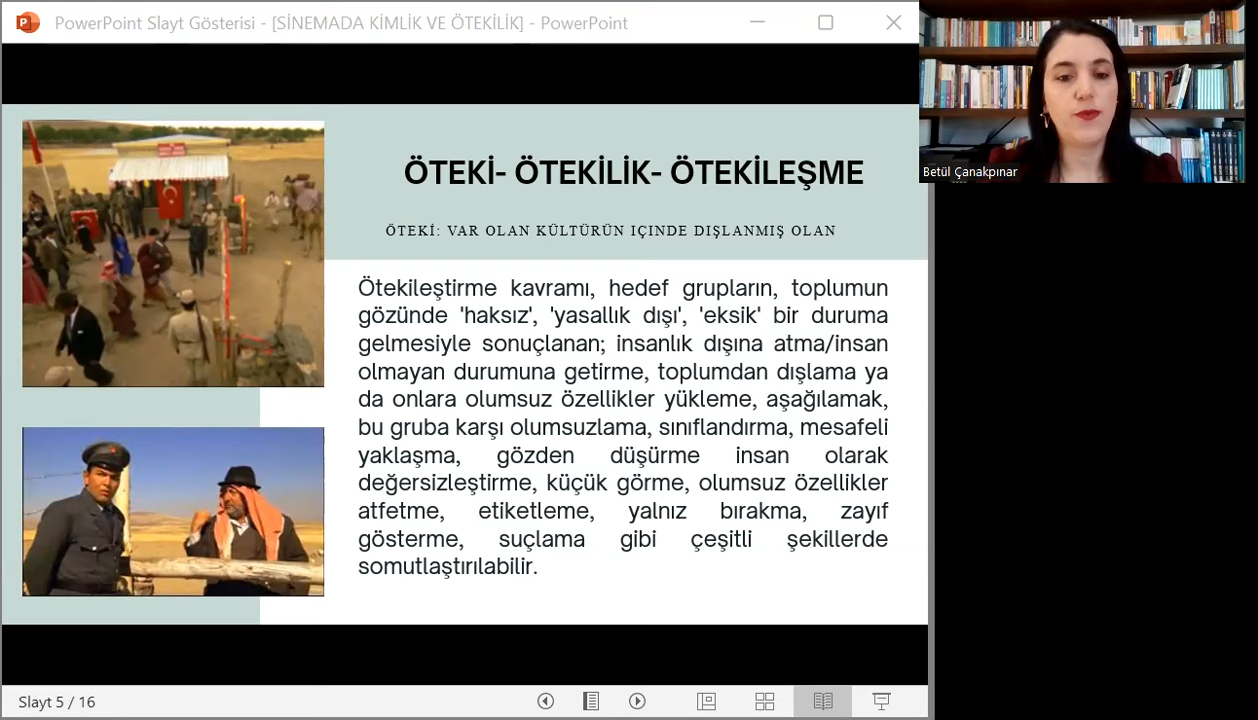 PowerPoint Slayt Gösterisi - [SİNEMADA KİMLİK VE ÖTEKİLİK] - PowerPoint
Betül Çanakpınar
ÖTEKİ- ÖTEKİLİK- ÖTEKİLEŞME
ÖTEKİ: VAR OLAN KÜLTÜRÜN IÇINDE DIŞLANMIŞ OLAN
Ötekileştirme kavramı, hedef grupların, toplumun
gözünde 'haksız', 'yasallık dışı', 'eksik' bir duruma
gelmesiyle sonuçlanan; insanlık dışına atma/insan
olmayan durumuna getirme, toplumdan dışlama ya
da onlara olumsuz özellikler yükleme, aşağılamak,
bu gruba karşı olumsuzlama, sınıflandırma, mesafeli
yaklaşma, gözden düşürme insan olarak
değersizleştirme, küçük görme, olumsuz özellikler
atfetme, etiketleme, yalnız bırakma, zayıf
gösterme, suçlama gibi çeşitli şekillerde
somutlaştırılabilir.
Slayt 5 / 16